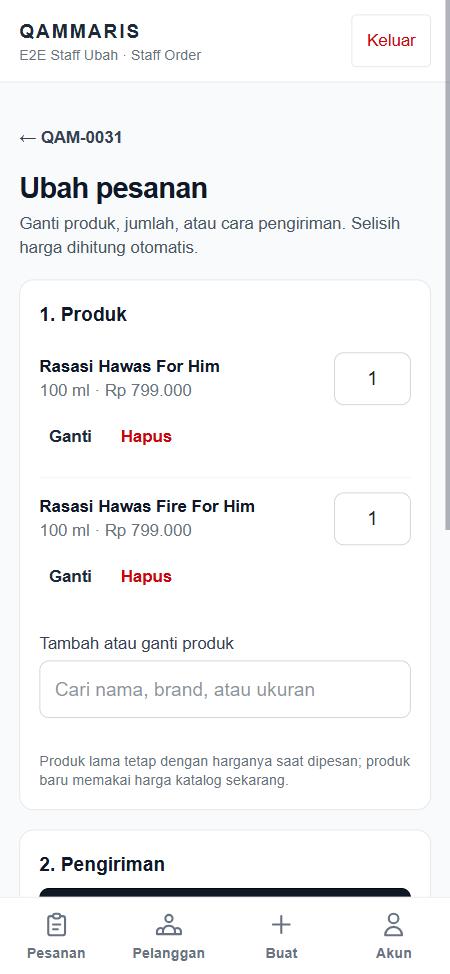 QAMMARIS
E2E Staff Ubah · Staff Order
Keluar
← QAM-0031
Ubah pesanan
Ganti produk, jumlah, atau cara pengiriman. Selisih
harga dihitung otomatis.
1. Produk
Rasasi Hawas For Him
100 ml · Rp 799.000
1
Ganti
Hapus
Rasasi Hawas Fire For Him
100 ml · Rp 799.000
1
Ganti
Hapus
Tambah atau ganti produk
Cari nama, brand, atau ukuran
Produk lama tetap dengan harganya saat dipesan; produk
baru memakai harga katalog sekarang.
2. Pengiriman
Pesanan
Pelanggan
Buat
Akun